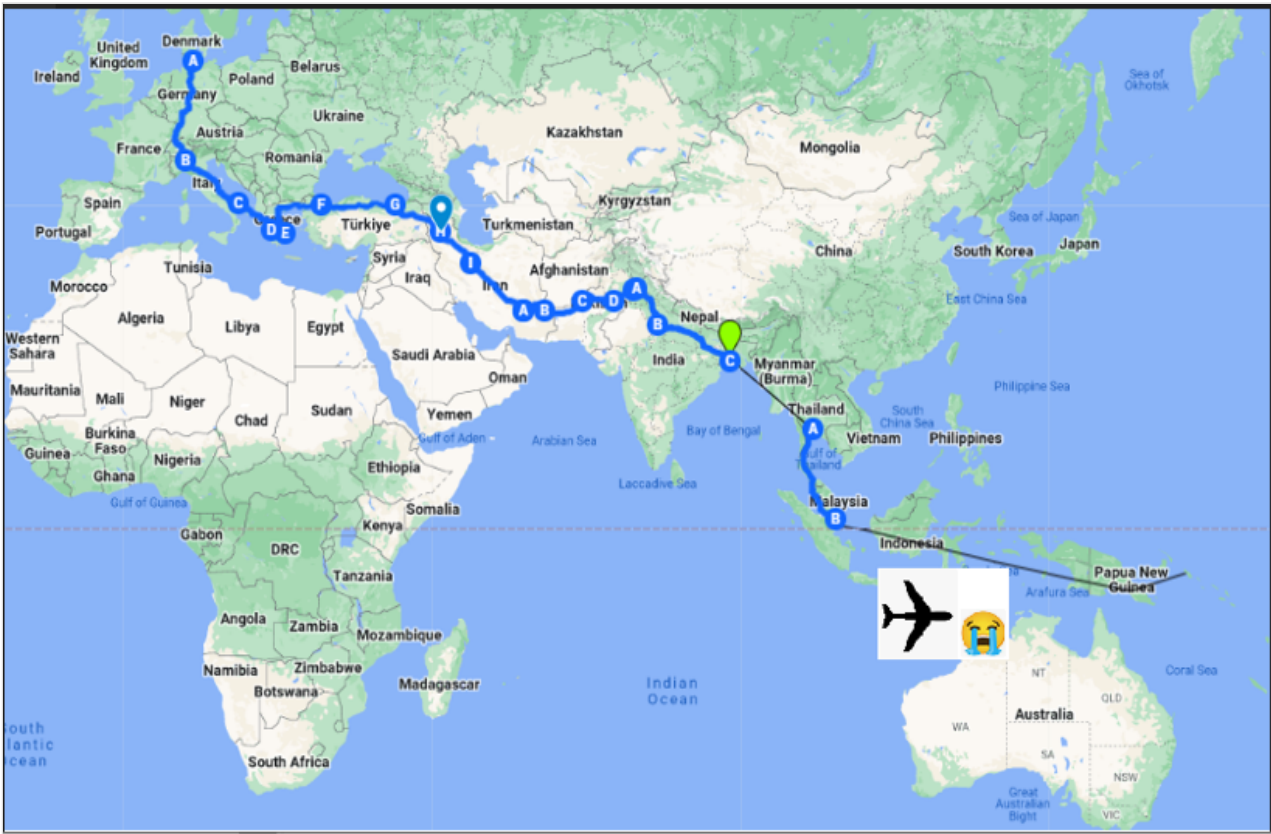 Denmark
United
Kingdom
Ireland
A
Poland
Belarus
Germany
Ukraine
Austria
France
Romania
B
Italy
Kazakhstan
Mongolia
Sea of
Okhotsk
Spain
Portugal
C
F
G
Greece
D
E
Türkiye
H
Turkmenistan
Kyrgyzstan
China
Sea of Japan
South Korea
Japan
Tunisia
Syria
Iraq
I
Iran
Afghanistan
Morocco
Algeria
Libya
Egypt
A
B
C
D
A
East China Sea
Western
Sahara
Nepal
B
Saudi Arabia
Oman
India
C
Myanmar
(Burma)
Mauritania
Mali
Niger
Chad
Sudan
Yemen
Gulf of Aden
Arabian Sea
Bay of Bengal
Thailand
A
Gulf of
Thailand
Vietnam
South
China Sea
Philippines
Philippine Sea
Burkina
Faso
Guinea
Ghana
Nigeria
Ethiopia
Laccadive Sea
Gulf of Guinea
Somalia
Malaysia
B
Gabon
DRC
Kenya
Indonesia
Tanzania
Papua New
Guinea
Arafura Sea
Angola
Zambia
Mozambique
Namibia
Zimbabwe
Botswana
Madagascar
Indian
Ocean
Coral Sea
NT
QLD
WA
Australia
SA
NSW
South Africa
Great
Australian
Bight
VIC